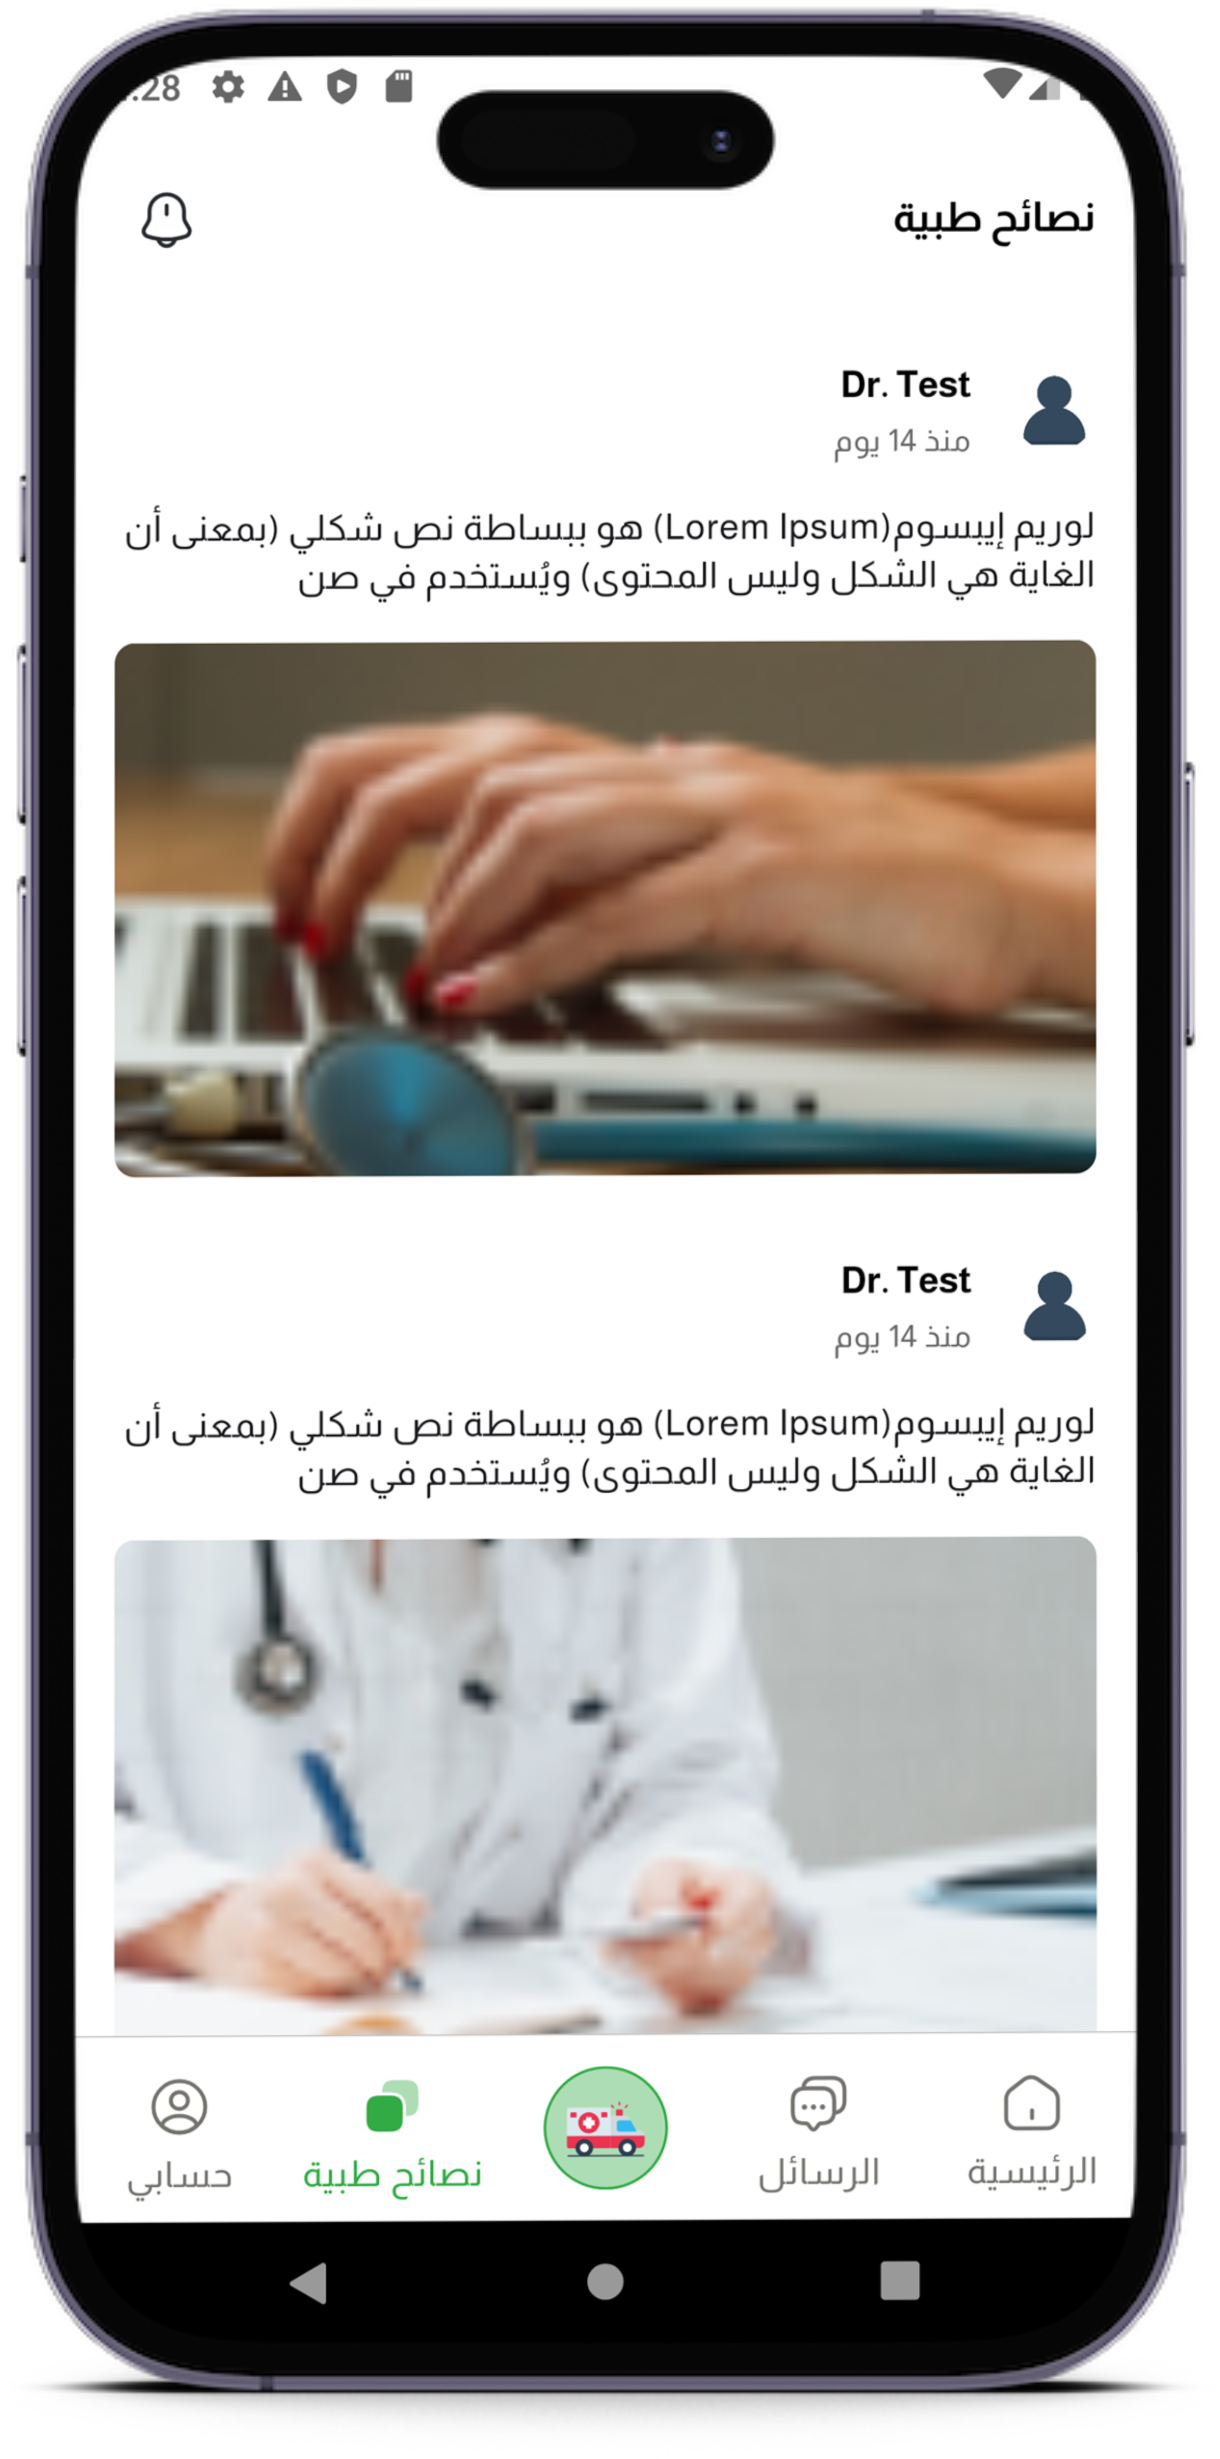 :28
نصائح طبية
Dr. Test
منذ 14 يوم
لوريم إيبسوم(Lorem Ipsum) هو ببساطة نص شكلي (بمعنى أن
الغاية هي الشكل وليس المحتوى) ويُستخدم في صن
Dr. Test
منذ 14 يوم
لوريم إيبسوم(Lorem Ipsum) هو ببساطة نص شكلي (بمعنى أن
الغاية هي الشكل وليس المحتوى) ويُستخدم في صن
الرئيسية
الرسائل
نصائح طبية
حسابي